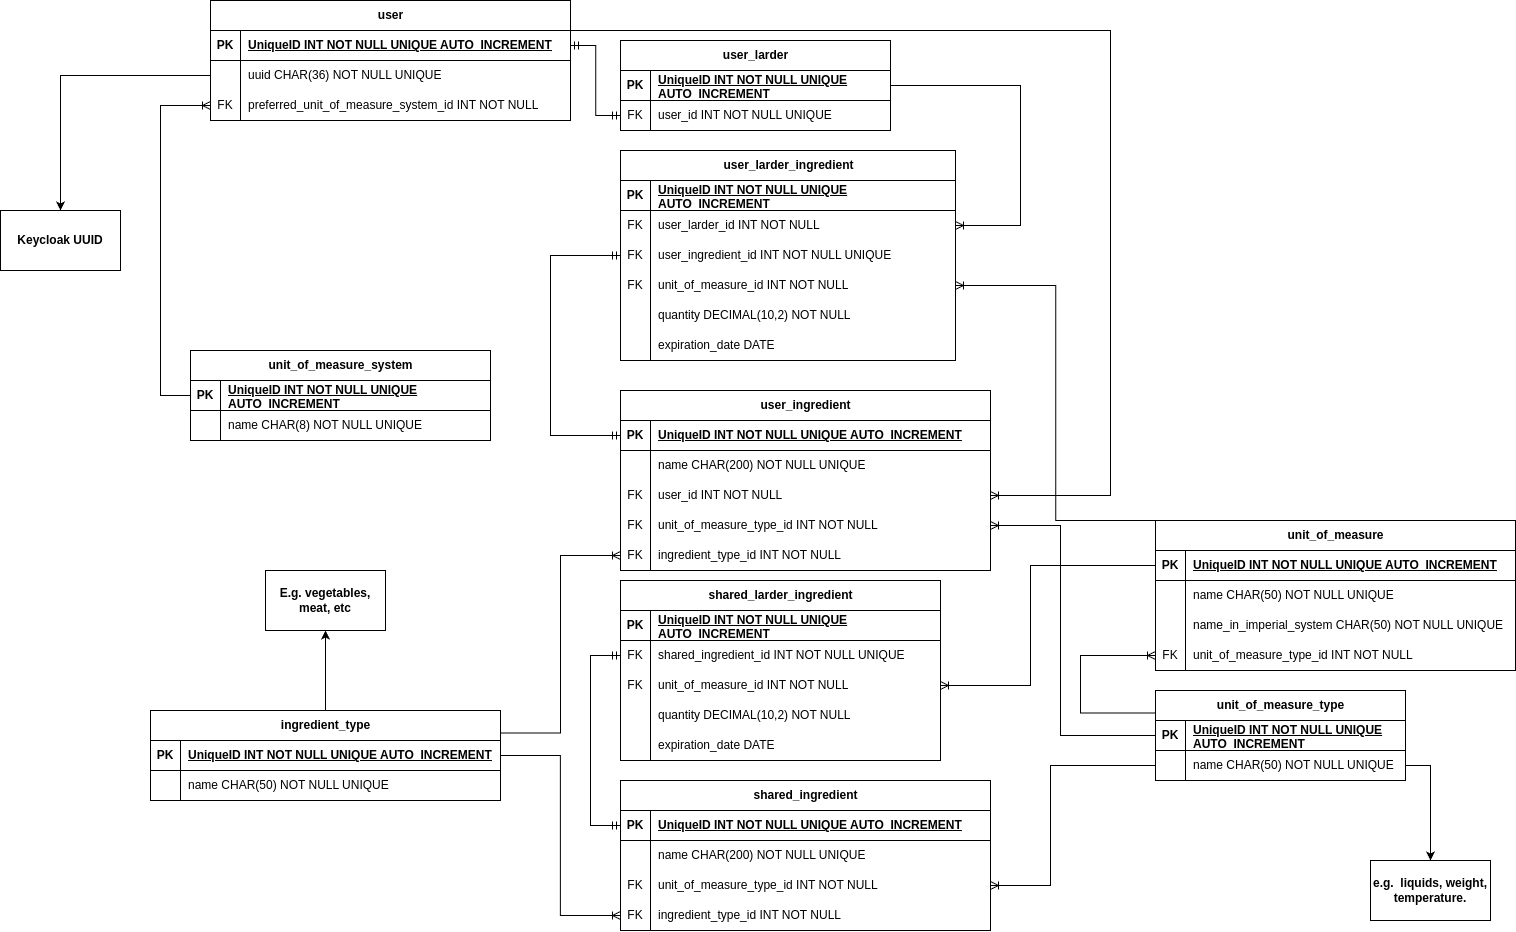 user
PK UniqueID INT NOT NULL UNIQUE AUTO_INCREMENT
uuid CHAR(36) NOT NULL UNIQUE
FK preferred_unit_of_measure_system_id INT NOT NULL
user_larder
PK UniqueID INT NOT NULL UNIQUE
AUTO_INCREMENT
FK user_id INT NOT NULL UNIQUE
user_larder_ingredient
PK UniqueID INT NOT NULL UNIQUE
AUTO_INCREMENT
FK user_larder_id INT NOT NULL
FK user_ingredient_id INT NOT NULL UNIQUE
FK unit_of_measure_id INT NOT NULL
quantity DECIMAL(10,2) NOT NULL
expiration_date DATE
Keycloak UUID
unit_of_measure_system
PK UniqueID INT NOT NULL UNIQUE
AUTO_INCREMENT
name CHAR(8) NOT NULL UNIQUE
user_ingredient
PK UniqueID INT NOT NULL UNIQUE AUTO_INCREMENT
name CHAR(200) NOT NULL UNIQUE
FK user_id INT NOT NULL
FK unit_of_measure_type_id INT NOT NULL
FK ingredient_type_id INT NOT NULL
unit_of_measure
PK UniqueID INT NOT NULL UNIQUE AUTO_INCREMENT
name CHAR(50) NOT NULL UNIQUE
name_in_imperial_system CHAR(50) NOT NULL UNIQUE
FK unit_of_measure_type_id INT NOT NULL
E.g. vegetables,
meat, etc
shared_larder_ingredient
PK UniqueID INT NOT NULL UNIQUE
AUTO_INCREMENT
FK shared_ingredient_id INT NOT NULL UNIQUE
FK unit_of_measure_id INT NOT NULL
quantity DECIMAL(10,2) NOT NULL
expiration_date DATE
unit_of_measure_type
PK UniqueID INT NOT NULL UNIQUE
AUTO_INCREMENT
name CHAR(50) NOT NULL UNIQUE
ingredient_type
PK UniqueID INT NOT NULL UNIQUE AUTO_INCREMENT
name CHAR(50) NOT NULL UNIQUE
shared_ingredient
PK UniqueID INT NOT NULL UNIQUE AUTO_INCREMENT
name CHAR(200) NOT NULL UNIQUE
FK unit_of_measure_type_id INT NOT NULL
FK ingredient_type_id INT NOT NULL
e.g. liquids, weight,
temperature.